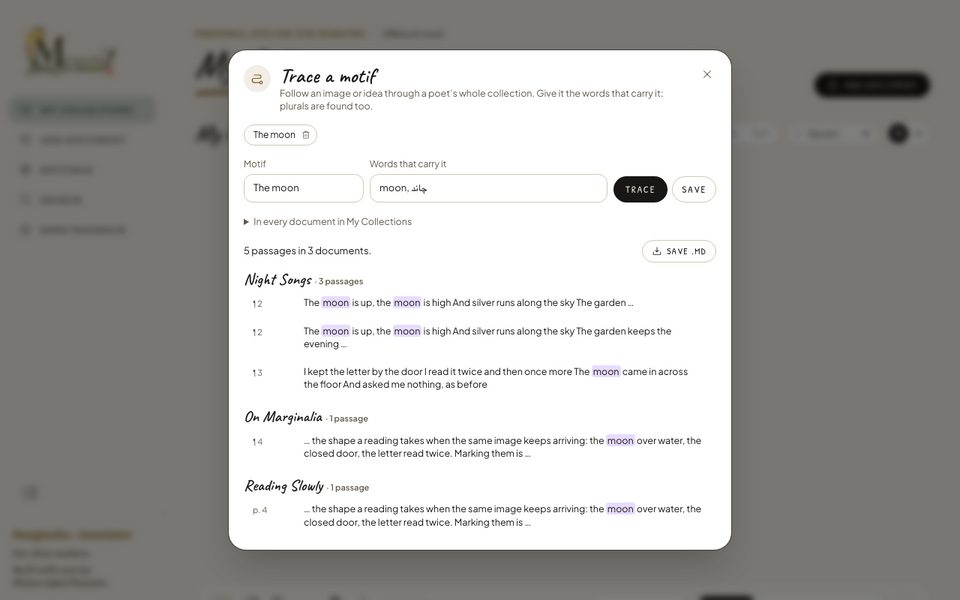 Trace a motif
Follow an image or idea through a poet's whole collection. Give it the words that carry it;
plurals are found too.
The moon
Motif
Words that carry it
The moon
moon, چاند
TRACE
SAVE
In every document in My Collections
5 passages in 3 documents.
SAVE .MD
Night Songs · 3 passages
¶2 The moon is up, the moon is high And silver runs along the sky The garden …
¶2 The moon is up, the moon is high And silver runs along the sky The garden keeps the
evening …
¶3 I kept the letter by the door I read it twice and then once more The moon came in across
the floor And asked me nothing, as before
On Marginalia · 1 passage
¶4 … the shape a reading takes when the same image keeps arriving: the moon over water, the
closed door, the letter read twice. Marking them is …
Reading Slowly · 1 passage
p. 4 … the shape a reading takes when the same image keeps arriving: the moon over water, the
closed door, the letter read twice. Marking them is …